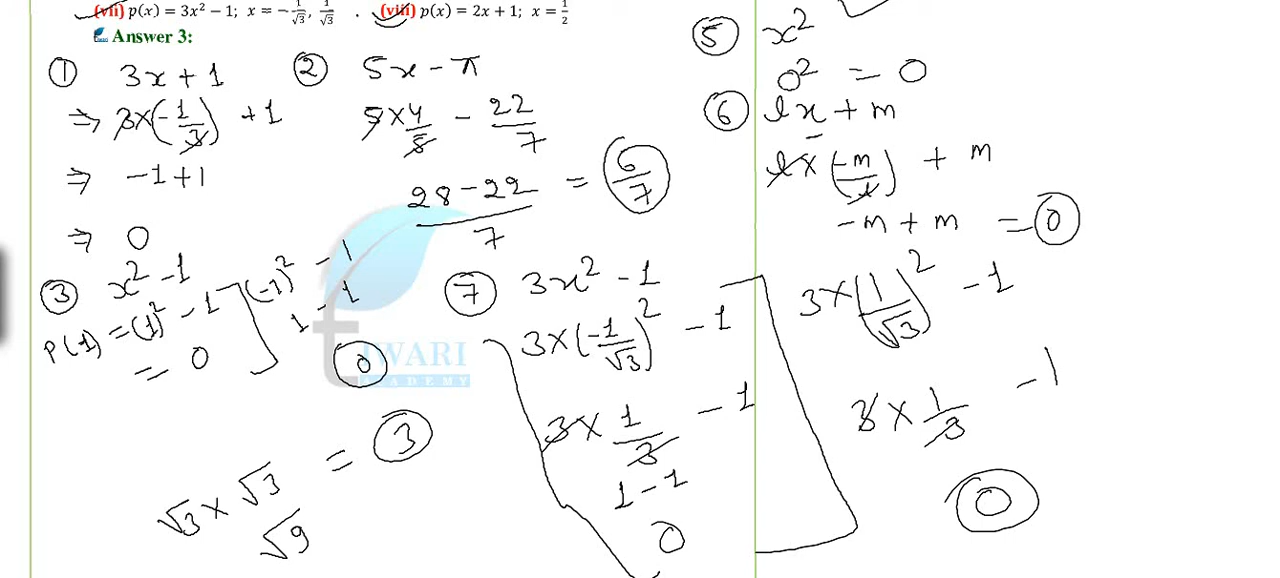 (vii) p(x) = 3x² − 1; x = −1/√3, 1/√3 . (viii) p(x) = 2x + 1; x = 1/2
Answer 3:
① 3x + 1
⇒ 3×(-1/3) + 1
⇒ -1+1
⇒ 0
② 5x - π
5×4/5 - 22/7
28-22/7 = 6/7
③ x² - 1
P(1) = (1)² - 1
= 0
(-1)² - 1
1 - 1
0
√3 × √3 = 3
√9
⑦ 3x² - 1
3×(-1/√3)² - 1
3× 1/3 - 1
1-1
0
3×(1/√3)² - 1
3 × 1/3 - 1
0
⑤ x²
0² = 0
⑥ lx + m
l×(-m/l) + m
-m + m = 0
TIWARI
ACADEMY